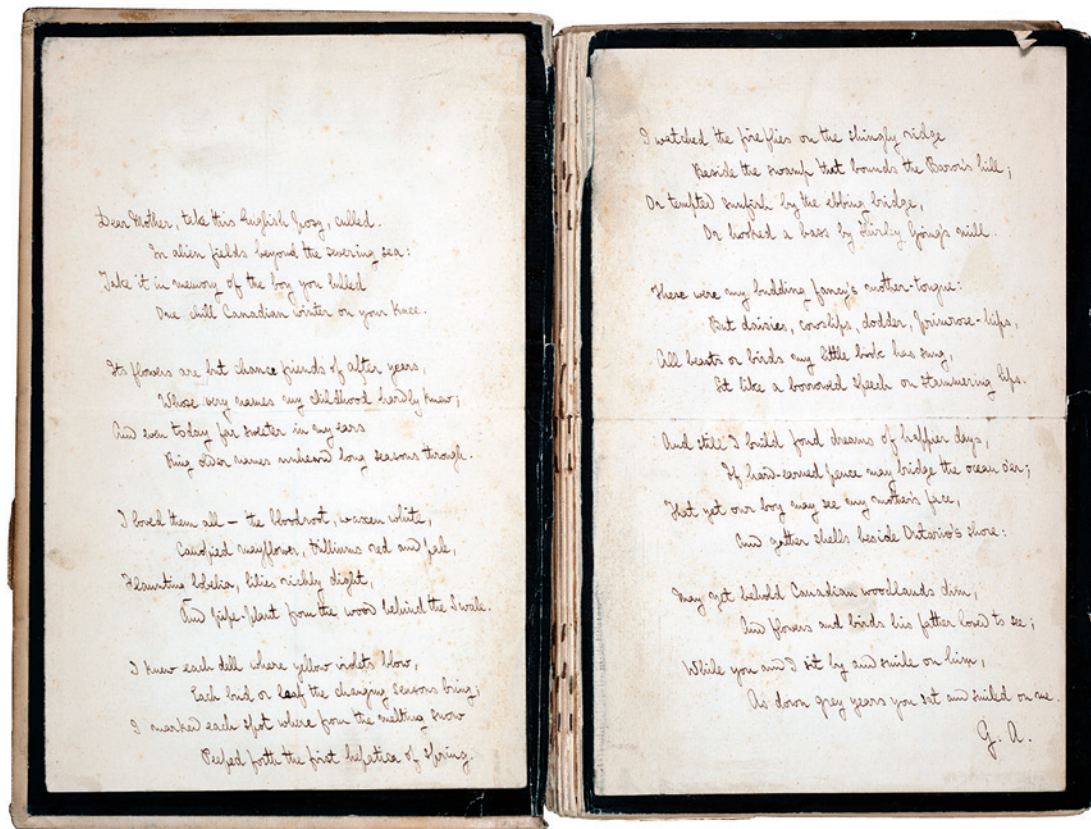 Dear Mother, take this English posy, culled.
In alien fields beyond the severing sea:
Take it in memory of the boy you lulled
One chill Canadian winter on your knee.
Its flowers are but chance friends of after years,
Whose very names my childhood hardly knew;
And even today far sweeter in my ears
Ring older names unheard long seasons through.
I loved them all — the bloodroot, waxen white,
Canopied mayflower, trilliums red and pale,
Flaunting lobelia, lilies richly dight,
And pipe-plant from the wood behind the Swale.
I knew each dell where yellow violets blow,
Each bud or leaf the changing seasons bring;
I marked each spot where from the melting snow
Peeped forth the first hepatica of Spring.
I watched the fireflies on the shingly ridge
Beside the swamp that bounds the Baron's hill;
Or tempted sunfish by the ebbing bridge,
Or hooked a bass by Shirley Going's mill.
These were my budding fancy's mother-tongue:
But daisies, cowslips, dodder, primrose-hips,
All beasts or birds my little book has sung,
Sit like a borrowed speech on stammering lips.
And still I build fond dreams of happier days,
If hard-earned pence may bridge the ocean o'er;
That yet our boy may see my mother's face,
And gather shells beside Ontario's shore:
May yet behold Canadian woodlands dim,
And flowers and birds his father loved to see;
While you and I sit by and smile on him,
As down grey years you sat and smiled on me.
G. A.